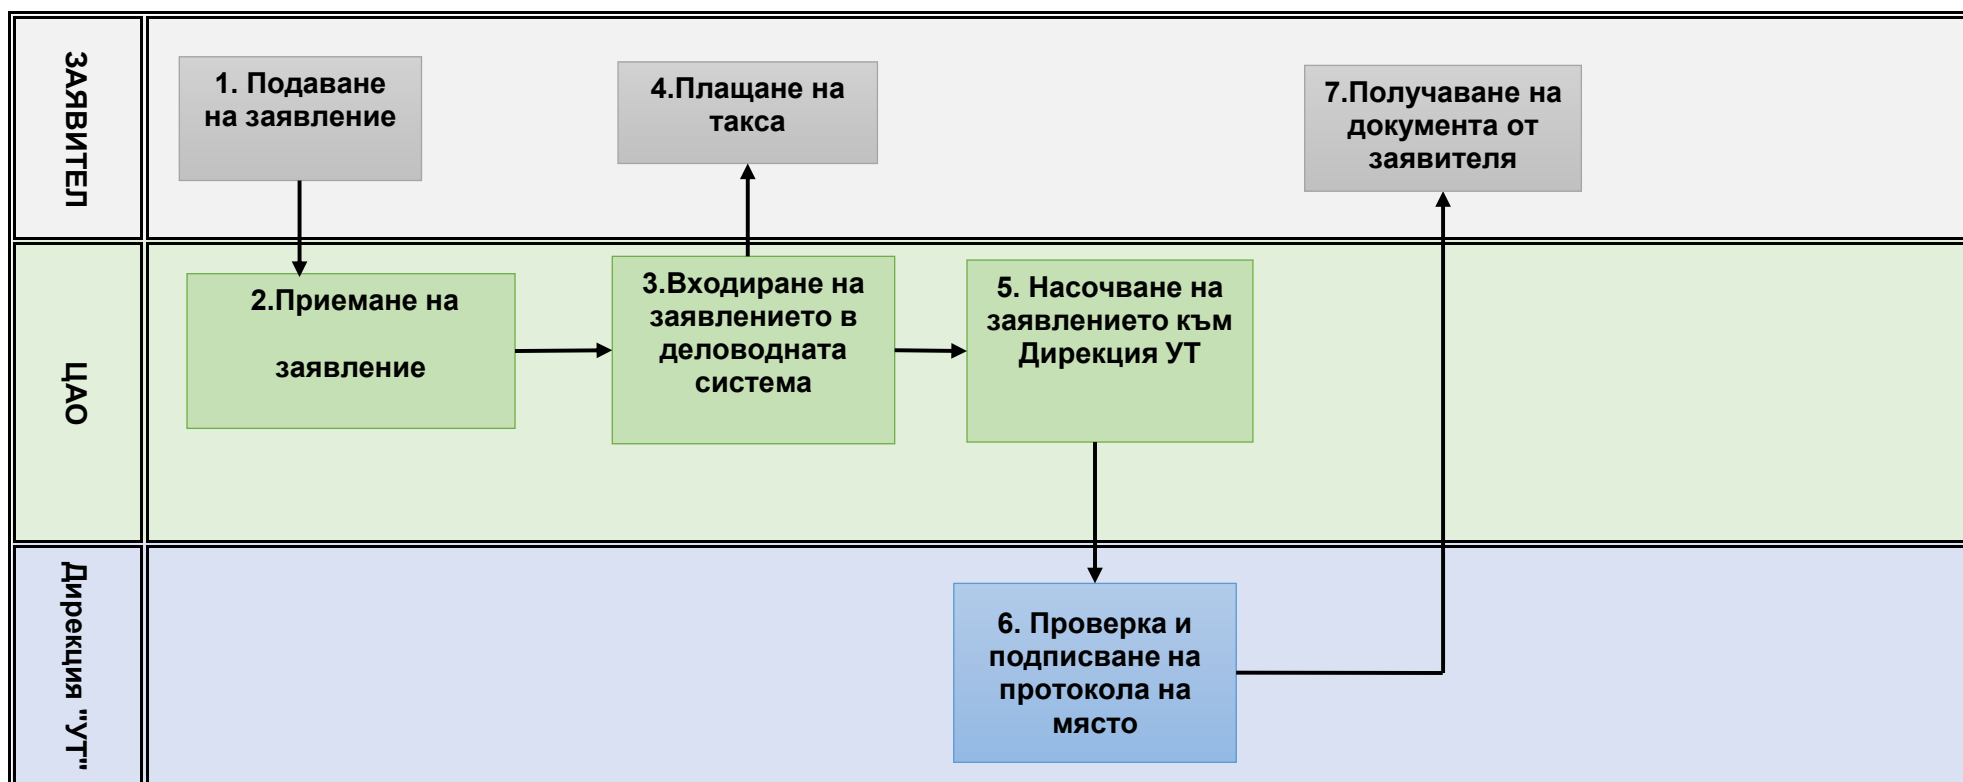 ЗАЯВИТЕЛ
1. Подаване
на заявление
4.Плащане на
такса
7.Получаване на
документа от
заявителя
ЦАО
2.Приемане на
заявление
3.Входиране на
заявлението в
деловодната
система
5. Насочване на
заявлението към
Дирекция УТ
Дирекция "УТ"
6. Проверка и
подписване на
протокола на
място